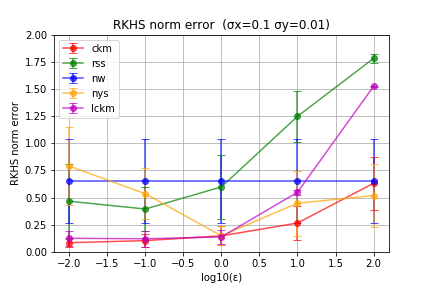 RKHS norm error (σx=0.1 σy=0.01)
2.00
1.75
1.50
1.25
1.00
0.75
0.50
0.25
0.00
RKHS norm error
ckm
rss
nw
nys
lckm
−2.0 −1.5 −1.0 −0.5 0.0 0.5 1.0 1.5 2.0
log10(ε)